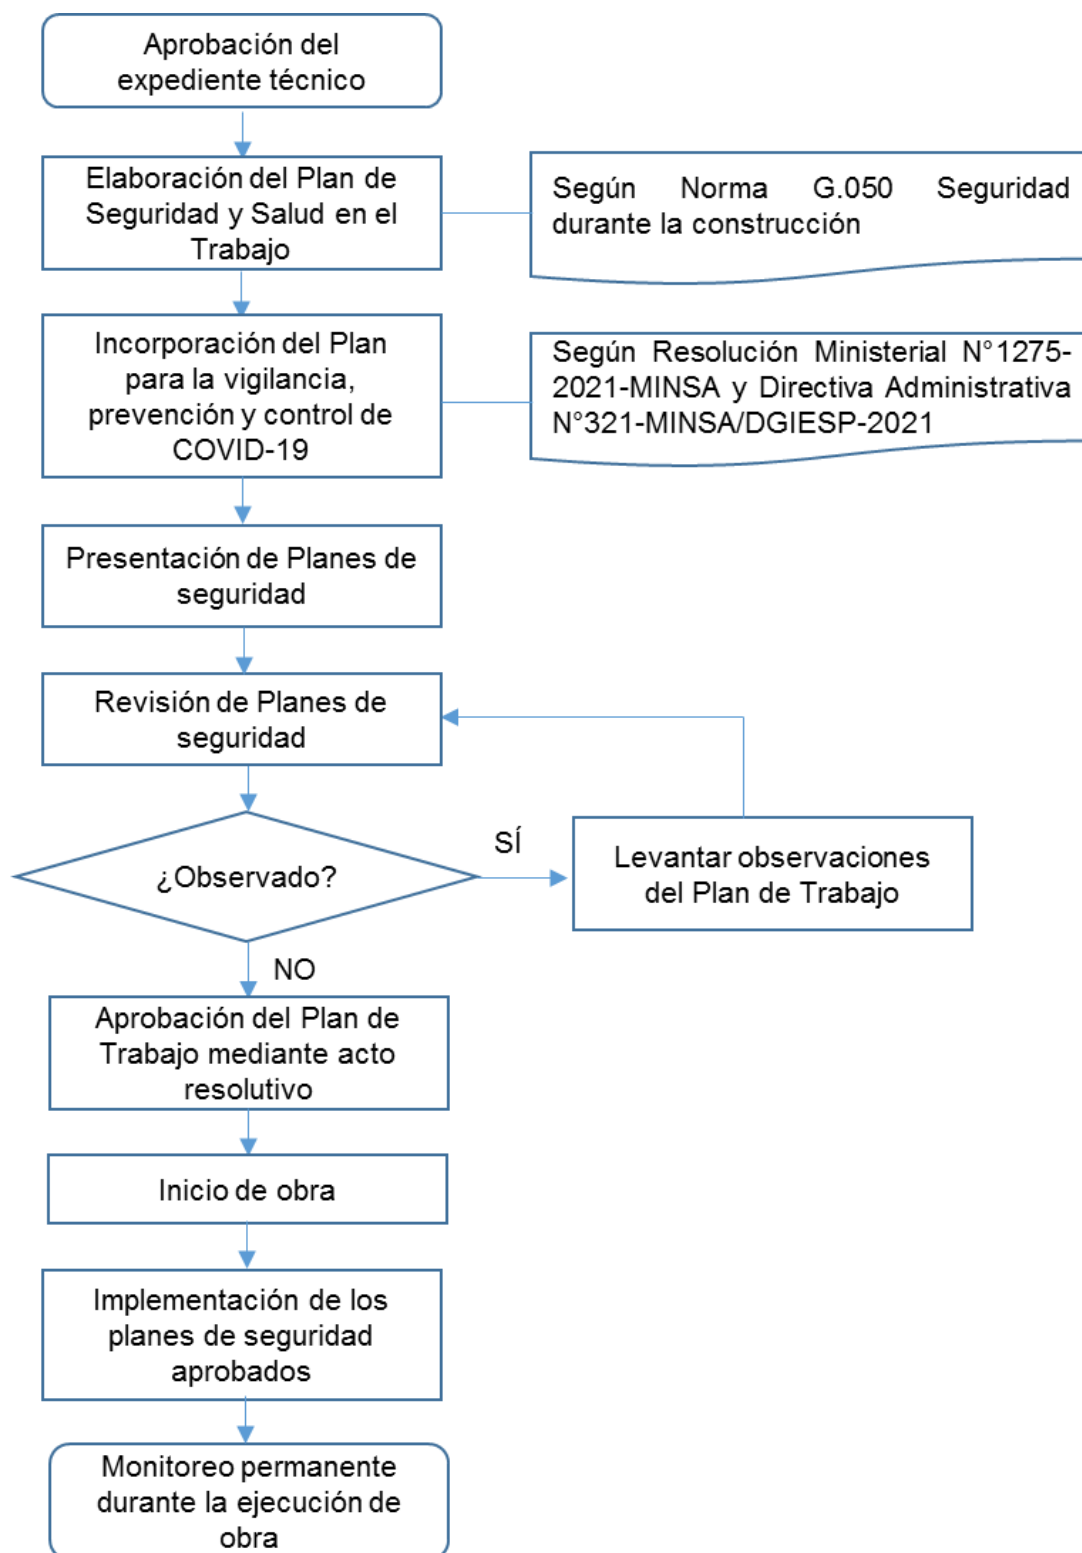 Aprobación del
expediente técnico
Elaboración del Plan de
Seguridad y Salud en el
Trabajo
Según Norma G.050 Seguridad
durante la construcción
Incorporación del Plan
para la vigilancia,
prevención y control de
COVID-19
Según Resolución Ministerial N°1275-
2021-MINSA y Directiva Administrativa
N°321-MINSA/DGIESP-2021
Presentación de Planes de
seguridad
Revisión de Planes de
seguridad
¿Observado?
SÍ
Levantar observaciones
del Plan de Trabajo
NO
Aprobación del Plan de
Trabajo mediante acto
resolutivo
Inicio de obra
Implementación de los
planes de seguridad
aprobados
Monitoreo permanente
durante la ejecución de
obra